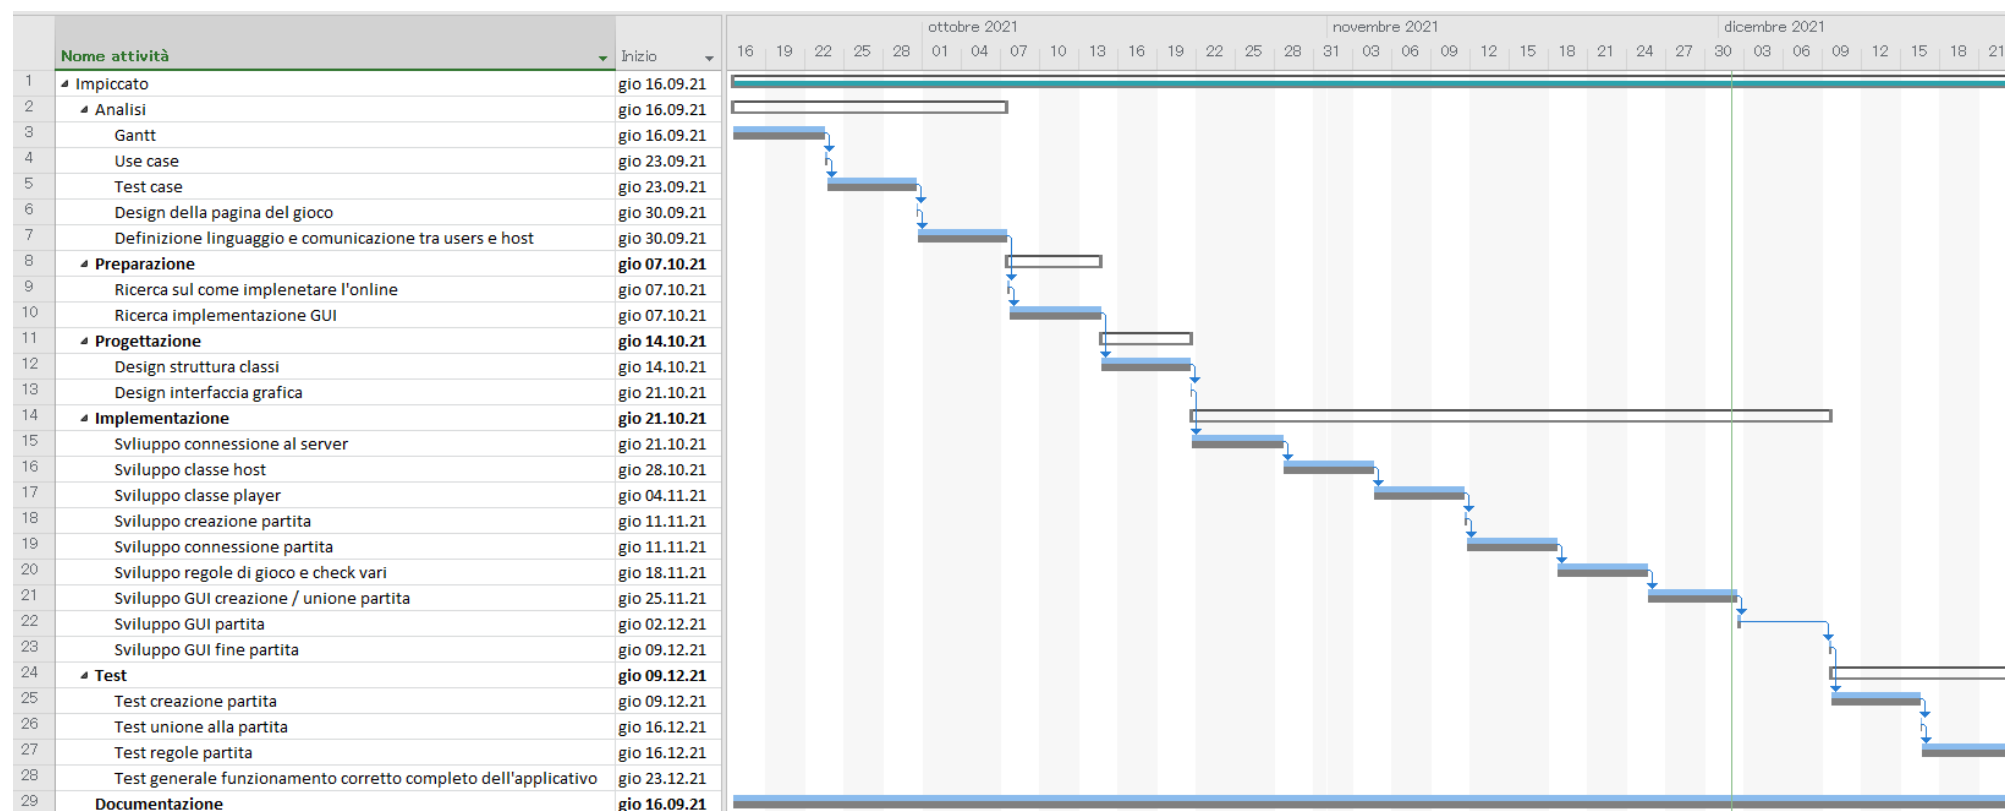 ottobre 2021 novembre 2021 dicembre 2021
Nome attività Inizio 16 19 22 25 28 01 04 07 10 13 16 19 22 25 28 31 03 06 09 12 15 18 21 24 27 30 03 06 09 12 15 18 21
1 Impiccato gio 16.09.21
2 Analisi gio 16.09.21
3 Gantt gio 16.09.21
4 Use case gio 23.09.21
5 Test case gio 23.09.21
6 Design della pagina del gioco gio 30.09.21
7 Definizione linguaggio e comunicazione tra users e host gio 30.09.21
8 Preparazione gio 07.10.21
9 Ricerca sul come implenetare l'online gio 07.10.21
10 Ricerca implementazione GUI gio 07.10.21
11 Progettazione gio 14.10.21
12 Design struttura classi gio 14.10.21
13 Design interfaccia grafica gio 21.10.21
14 Implementazione gio 21.10.21
15 Svliuppo connessione al server gio 21.10.21
16 Sviluppo classe host gio 28.10.21
17 Sviluppo classe player gio 04.11.21
18 Sviluppo creazione partita gio 11.11.21
19 Sviluppo connessione partita gio 11.11.21
20 Sviluppo regole di gioco e check vari gio 18.11.21
21 Sviluppo GUI creazione / unione partita gio 25.11.21
22 Sviluppo GUI partita gio 02.12.21
23 Sviluppo GUI fine partita gio 09.12.21
24 Test gio 09.12.21
25 Test creazione partita gio 09.12.21
26 Test unione alla partita gio 16.12.21
27 Test regole partita gio 16.12.21
28 Test generale funzionamento corretto completo dell'applicativo gio 23.12.21
29 Documentazione gio 16.09.21